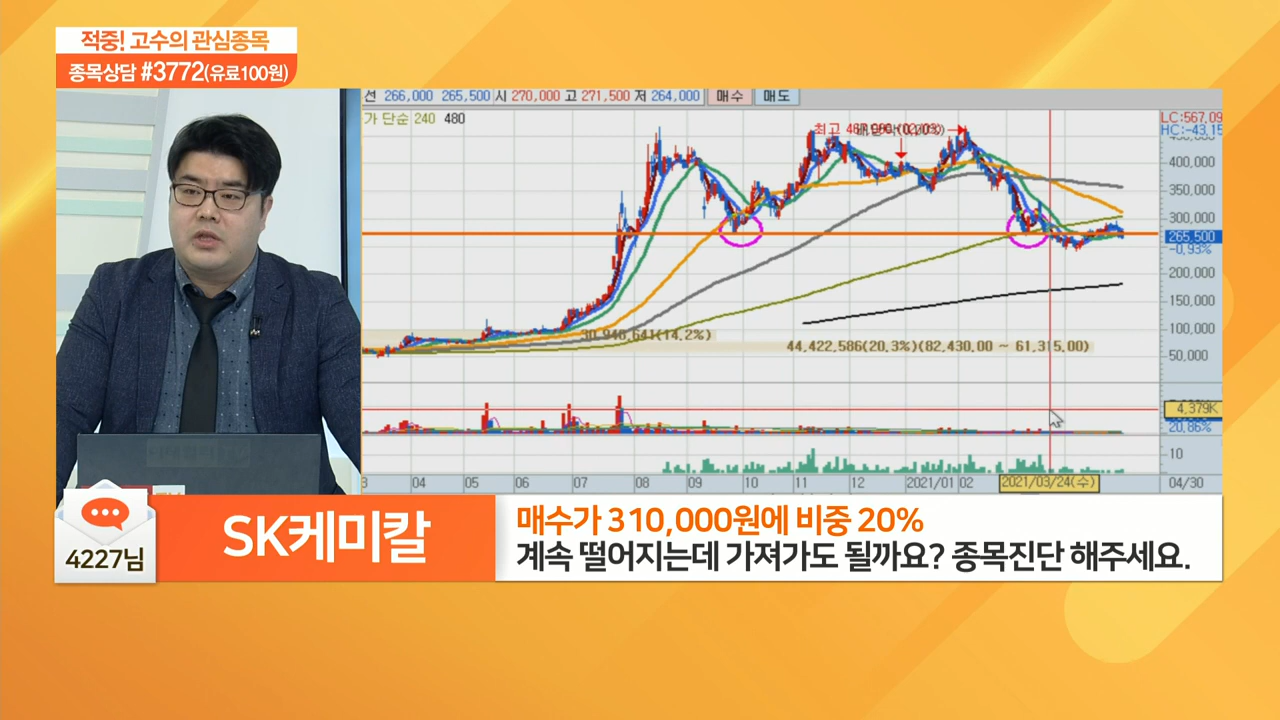 적중! 고수의 관심종목
종목상담 #3772(유료100원)
선 266,000 265,500 시 270,000 고 271,500 저 264,000 매수 매도
가 단순 240 480
LC:567.09
HC:-43.15
400,000
350,000
300,000
265,500
-0.93%
200,000
150,000
100,000
50,000
30,846,641(14.2%)
44,422,586(20.3%)(82,430.00 ~ 61,315.00)
4,379K
20.86%
10
3 04 05 06 07 08 09 10 11 12 2021/01 02 2021/03/24(수) 04/30
4227님
SK케미칼
매수가 310,000원에 비중 20%
계속 떨어지는데 가져가도 될까요? 종목진단 해주세요.